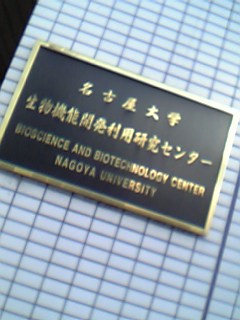 名古屋大学
生物機能開発利用研究センター
BIOSCIENCE AND BIOTECHNOLOGY CENTER
NAGOYA UNIVERSITY